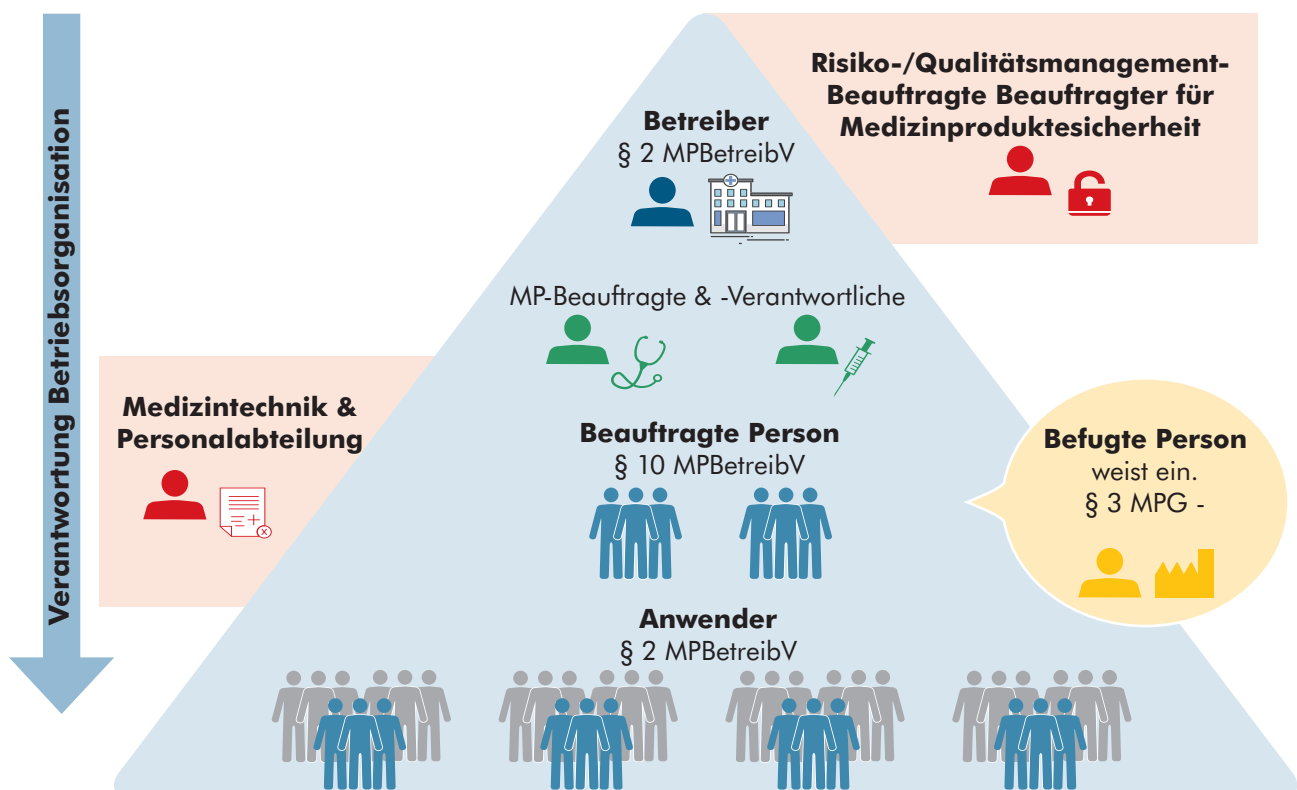 Verantwortung Betriebsorganisation
Risiko-/Qualitätsmanagement-
Beauftragte Beauftragter für
Medizinproduktesicherheit
Betreiber
§ 2 MPBetreibV
MP-Beauftragte & -Verantwortliche
Medizintechnik &
Personalabteilung
Beauftragte Person
§ 10 MPBetreibV
Befugte Person
weist ein.
§ 3 MPG -
Anwender
§ 2 MPBetreibV